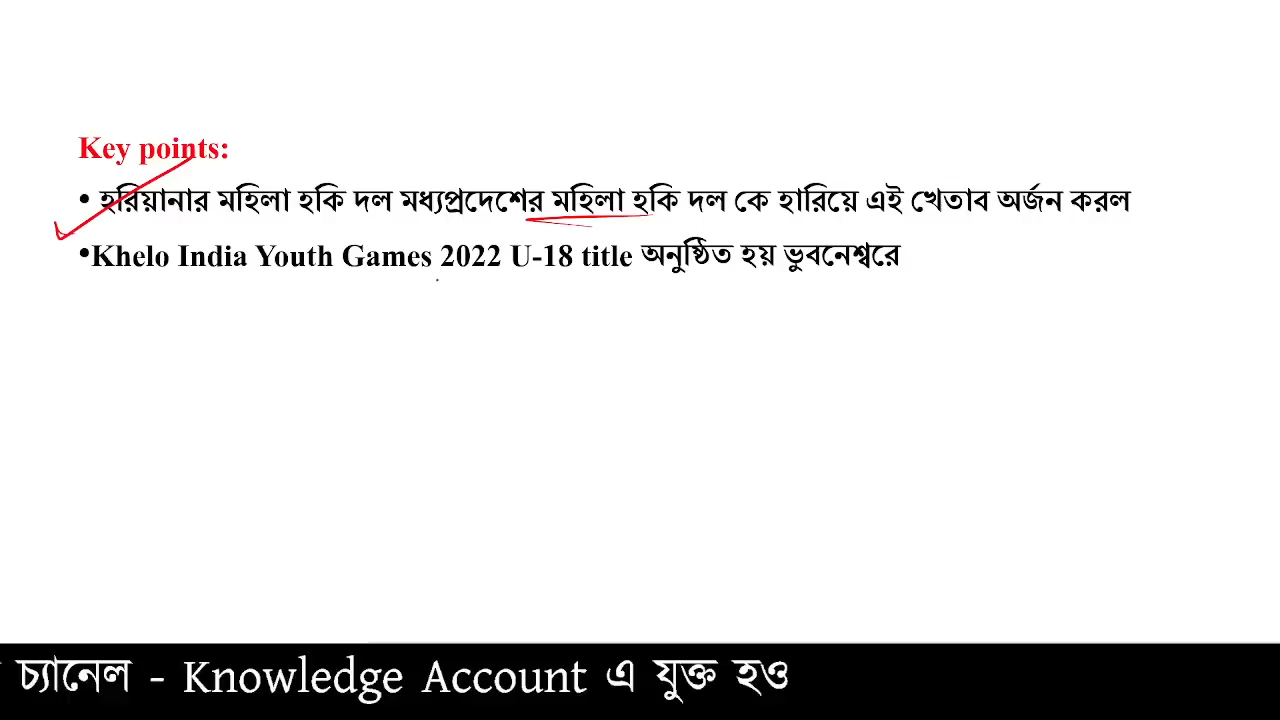 Key points:
• হরিয়ানার মহিলা হকি দল মধ্যপ্রদেশের মহিলা হকি দল কে হারিয়ে এই খেতাব অর্জন করল
•Khelo India Youth Games 2022 U-18 title অনুষ্ঠিত হয় ভুবনেশ্বরে
চ্যানেল - Knowledge Account এ যুক্ত হও